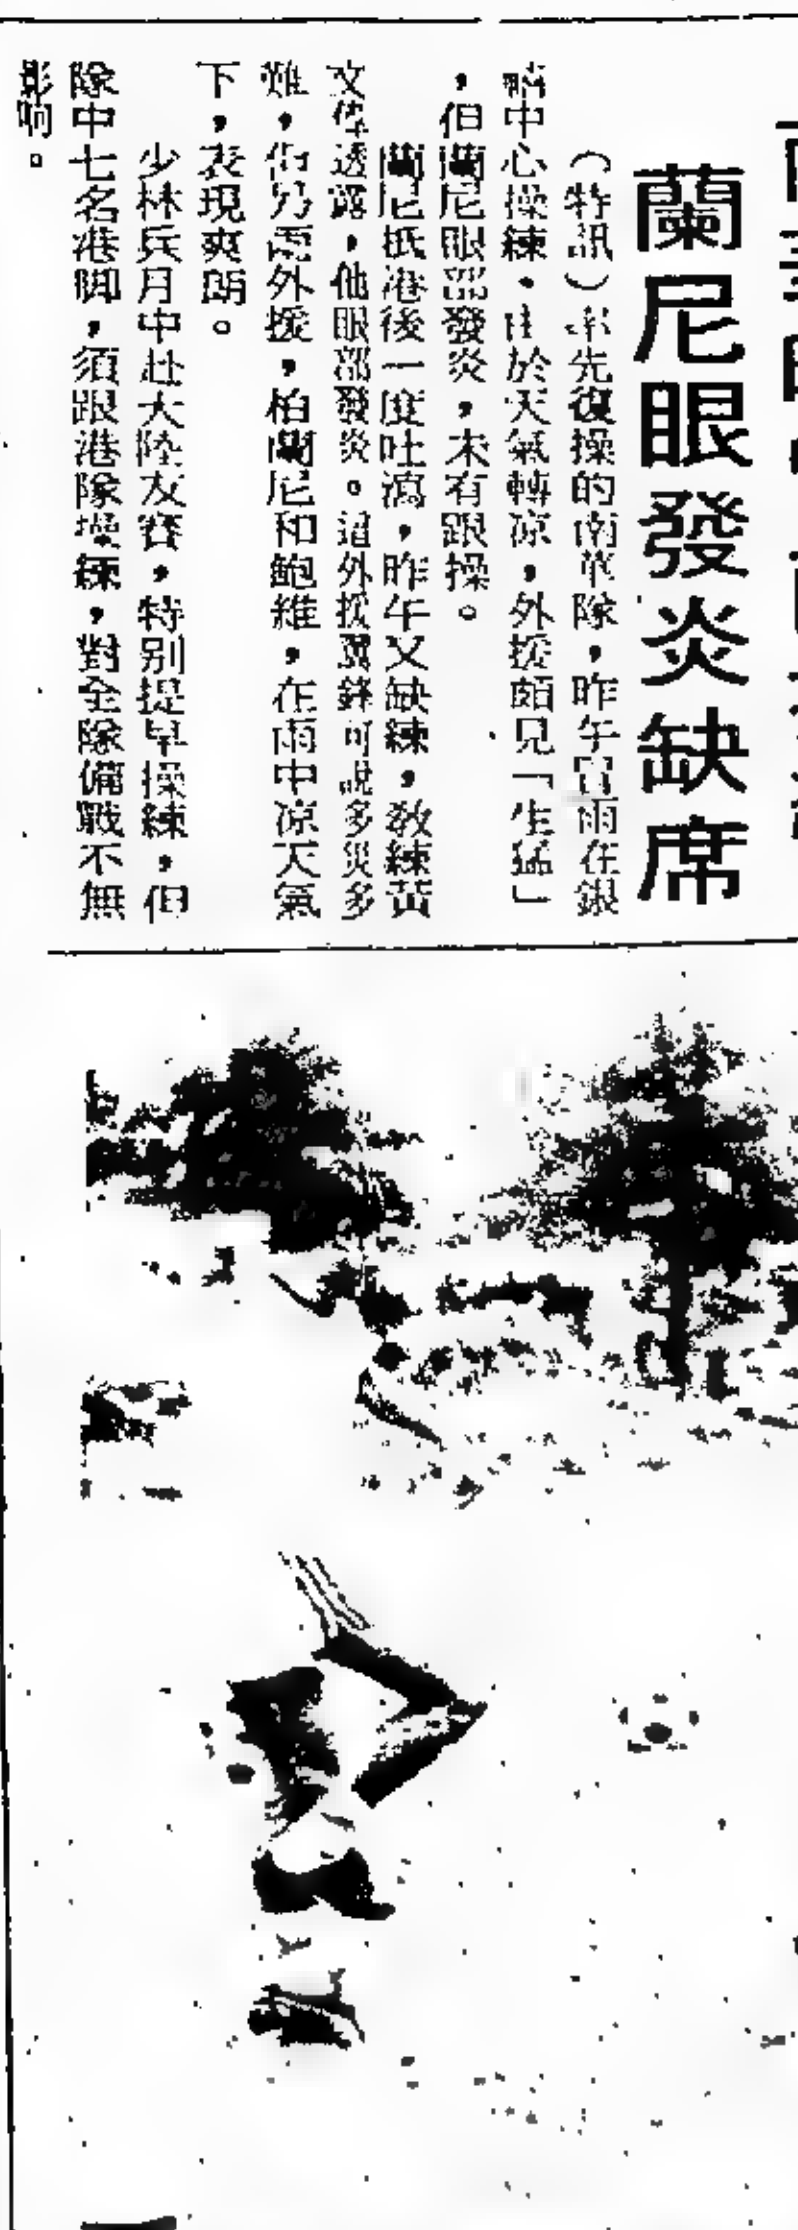 蘭尼眼發炎缺席
（特訊）率先復操的南華隊，昨午冒雨在銀
輻中心操練，由於天氣轉涼，外援頗見「生猛」
，但蘭尼眼部發炎，未有跟操。
蘭尼抵港後一度吐瀉，昨午又缺練，教練黃
文偉透露，他眼部發炎。這外援翼鋒可說多災多
難，但另兩外援，柏蘭尼和鮑維，在雨中凉天氣
下，表現爽朗。
少林兵月中赴大陸友賽，特別提早操練，但
隊中七名港脚，須跟港隊操練，對全隊備戰不無
影响。